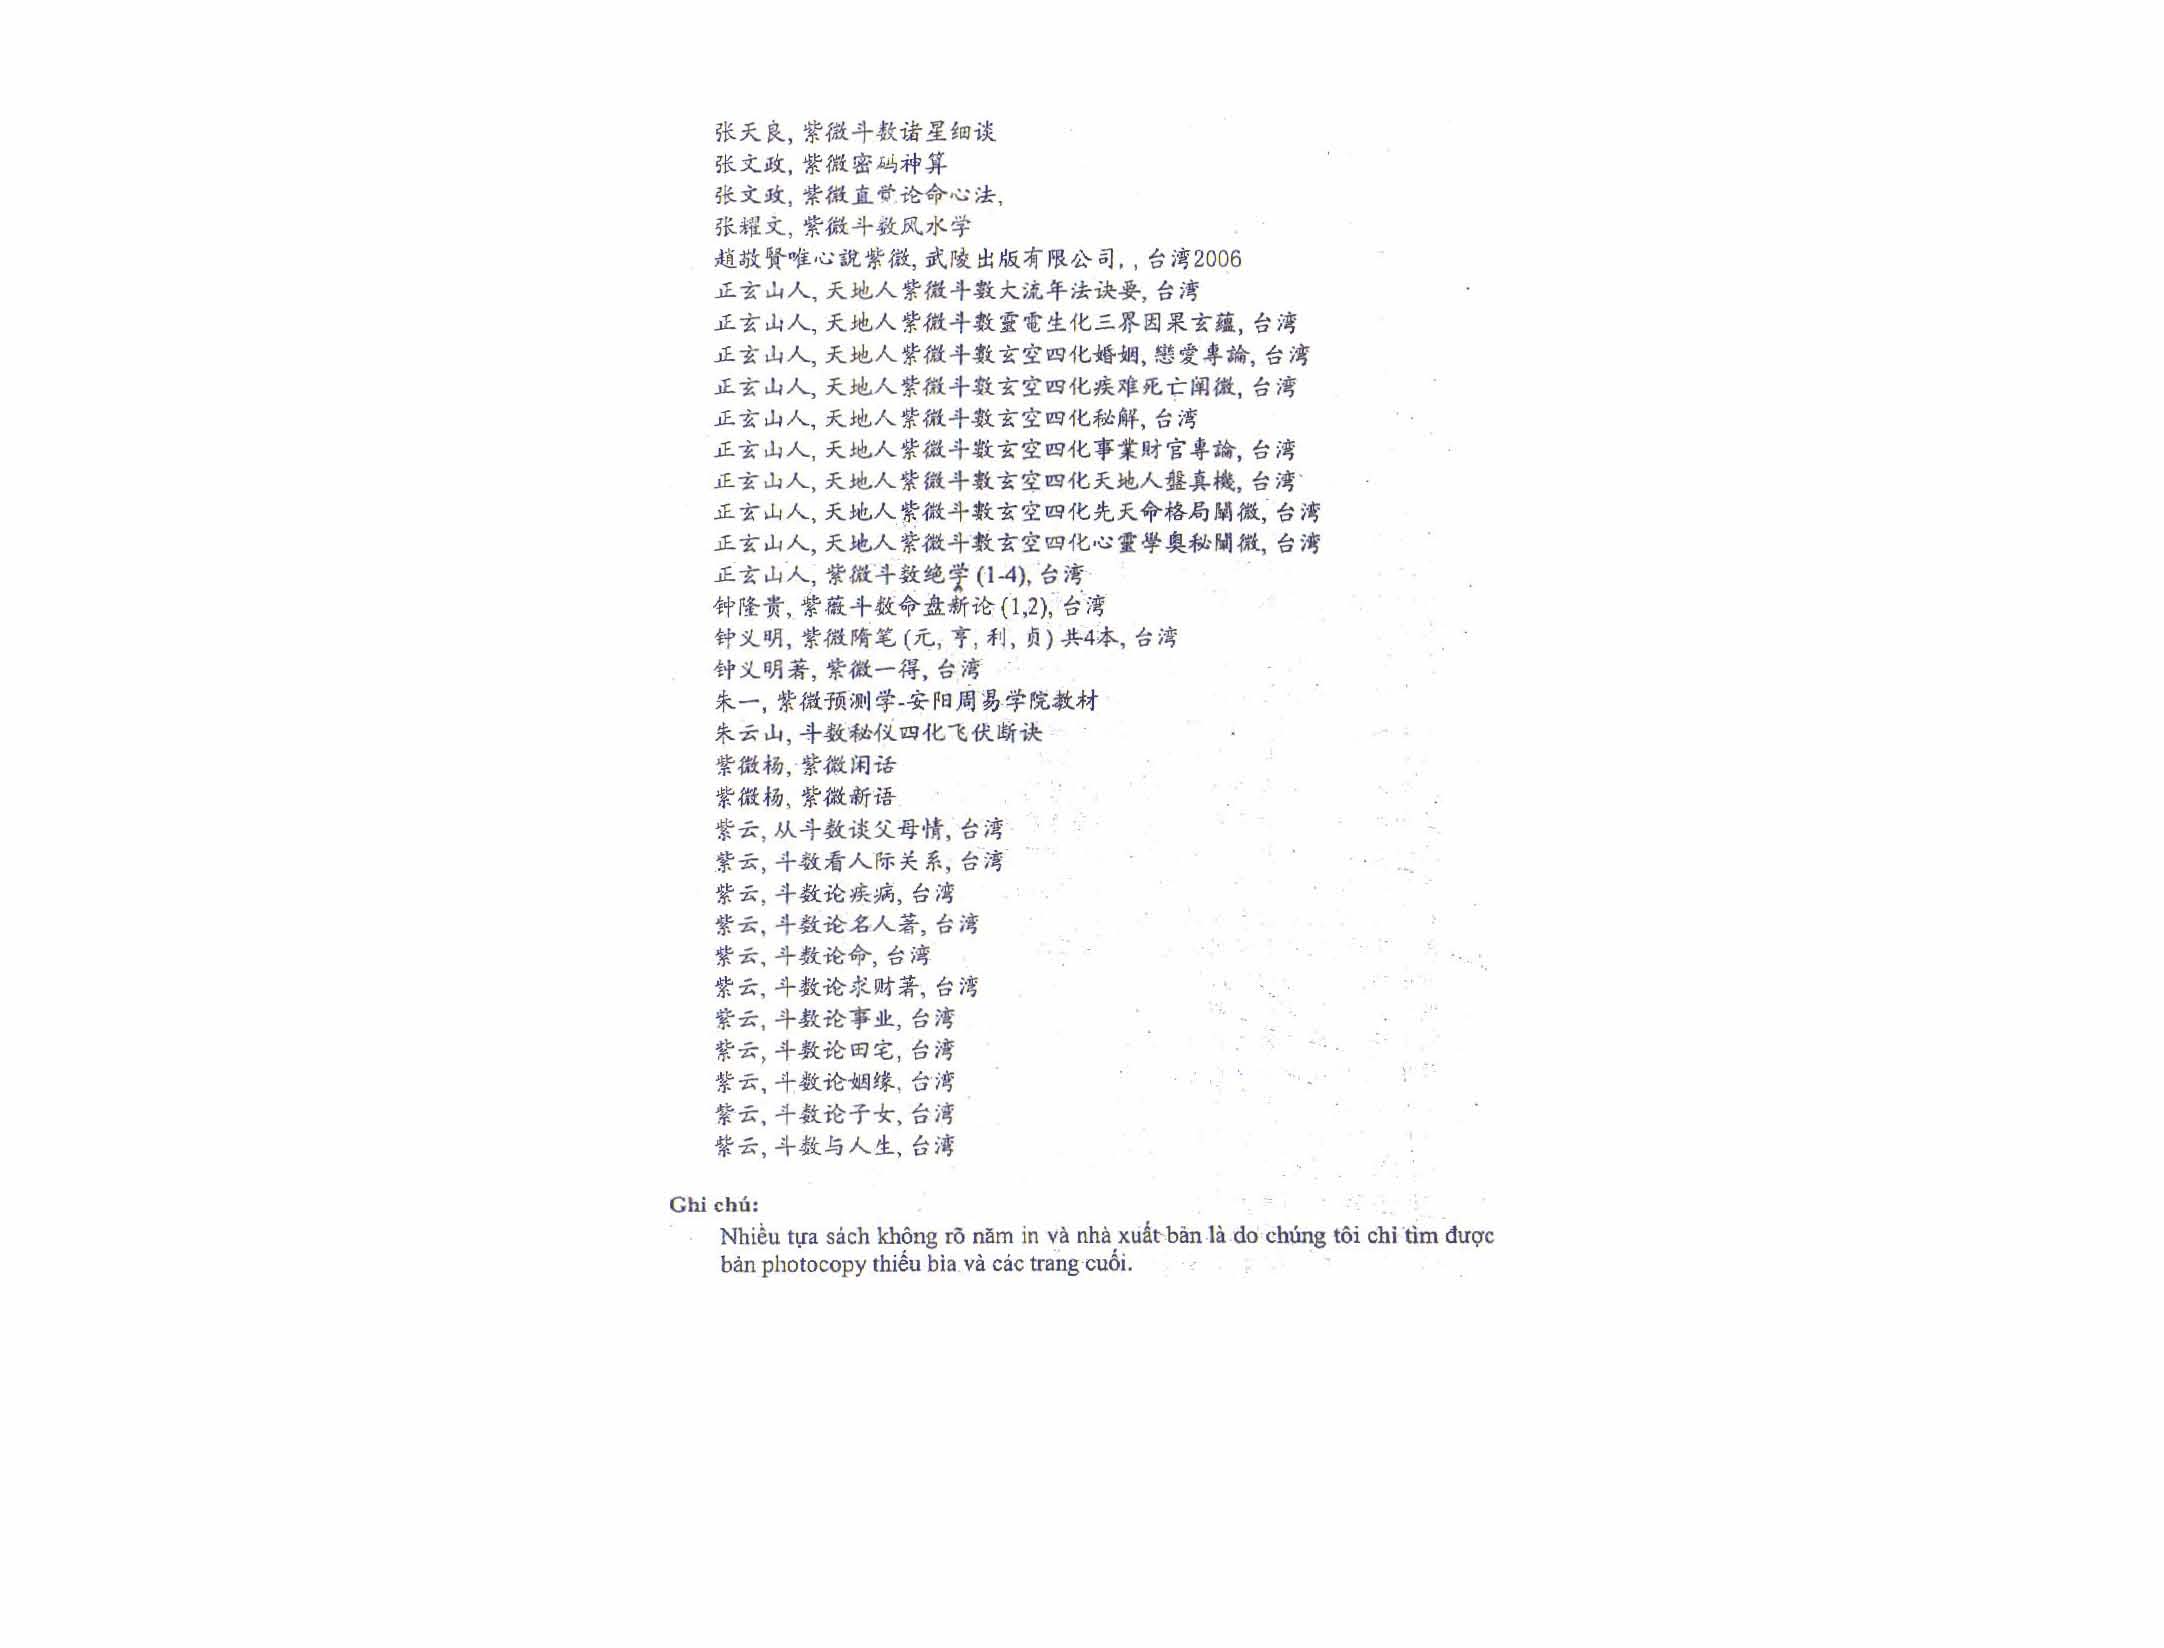 张天良, 紫微斗数诸星细谈
张文政, 紫微密码神算
张文政, 紫微直觉论命心法,
张耀文, 紫微斗数风水学
趙敬賢唯心說紫微, 武陵出版有限公司, , 台湾2006
正玄山人, 天地人紫微斗數大流年法诀要, 台湾
正玄山人, 天地人紫微斗數靈電生化三界因果玄蘊, 台湾
正玄山人, 天地人紫微斗數玄空四化婚姻, 戀愛專論, 台湾
正玄山人, 天地人紫微斗數玄空四化疾难死亡阐微, 台湾
正玄山人, 天地人紫微斗數玄空四化秘解, 台湾
正玄山人, 天地人紫微斗數玄空四化事業財官專論, 台湾
正玄山人, 天地人紫微斗數玄空四化天地人盤真機, 台湾
正玄山人, 天地人紫微斗數玄空四化先天命格局闡微, 台湾
正玄山人, 天地人紫微斗數玄空四化心靈學奧秘闡微, 台湾
正玄山人, 紫微斗数绝学 (1-4), 台湾
钟隆贵, 紫薇斗数命盘新论 (1,2), 台湾
钟义明, 紫微隋笔 (元, 亨, 利, 贞) 共4本, 台湾
钟义明著, 紫微一得, 台湾
朱一, 紫微预测学-安阳周易学院教材
朱云山, 斗数秘仪四化飞伏断诀
紫微杨, 紫微闲话
紫微杨, 紫微新语
紫云, 从斗数谈父母情, 台湾
紫云, 斗数看人际关系, 台湾
紫云, 斗数论疾病, 台湾
紫云, 斗数论名人著, 台湾
紫云, 斗数论命, 台湾
紫云, 斗数论求财著, 台湾
紫云, 斗数论事业, 台湾
紫云, 斗数论田宅, 台湾
紫云, 斗数论姻缘, 台湾
紫云, 斗数论子女, 台湾
紫云, 斗数与人生, 台湾
Ghi chú:
Nhiều tựa sách không rõ năm in và nhà xuất bản là do chúng tôi chỉ tìm được
bản photocopy thiếu bìa và các trang cuối.